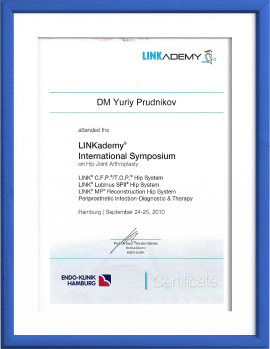 LINKADEMY
DM Yuriy Prudnikov
attended the
LINKademy®
International Symposium
on Hip Joint Arthroplasty
LINK® C.F.P.®/T.O.P.® Hip System
LINK® Lubinus SPII® Hip System
LINK® MP® Reconstruction Hip System
Periprosthetic Infection-Diagnostic & Therapy
Hamburg | September 24-25, 2010
Medical Director
ENDO-KLINIK
ENDO-KLINIK
HAMBURG
Certificate